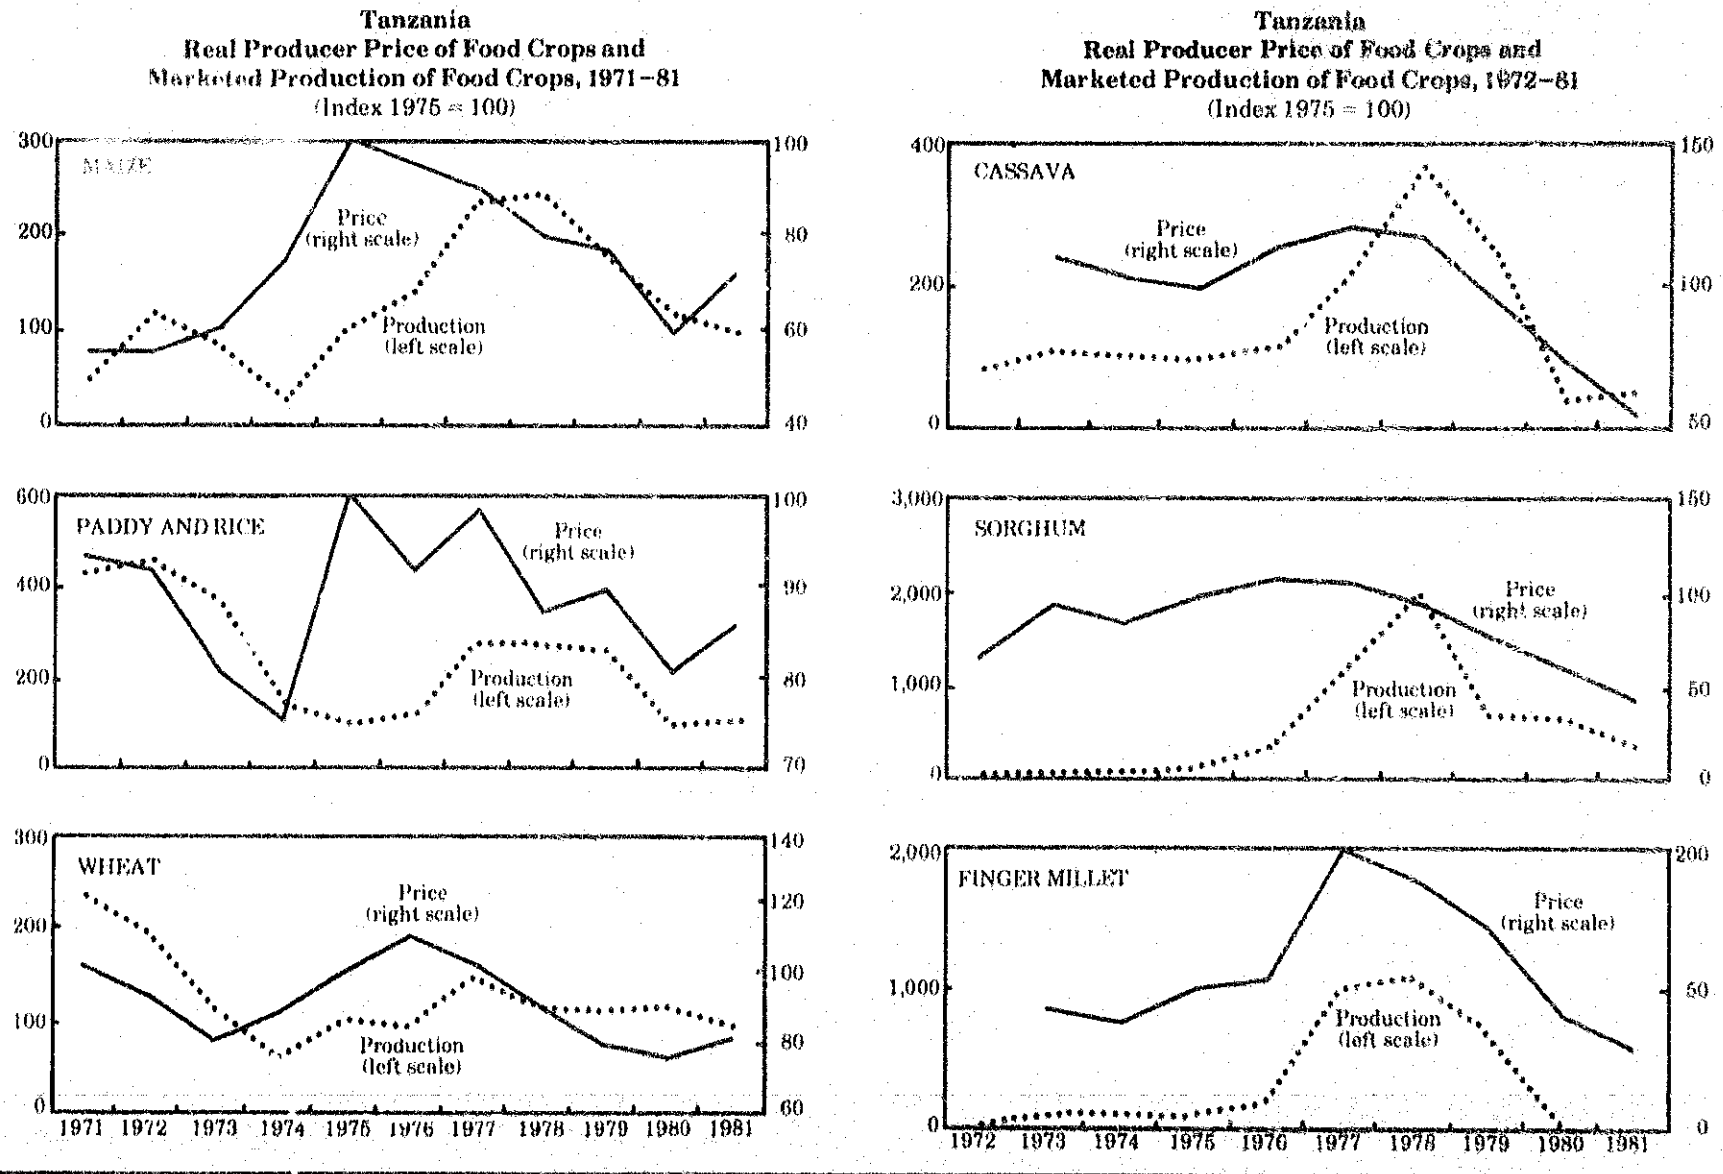 Tanzania
Real Producer Price of Food Crops and
Marketed Production of Food Crops, 1971-81
(Index 1975 = 100)
300
200
100
0
MAIZE
Price
(right scale)
Production
(left scale)
100
80
60
40
600
400
200
0
PADDY AND RICE
Price
(right scale)
Production
(left scale)
100
90
80
70
300
200
100
0
WHEAT
Price
(right scale)
Production
(left scale)
140
120
100
80
60
1971 1972 1973 1974 1975 1976 1977 1978 1979 1980 1981
Tanzania
Real Producer Price of Food Crops and
Marketed Production of Food Crops, 1972-81
(Index 1975 = 100)
400
200
0
CASSAVA
Price
(right scale)
Production
(left scale)
150
100
50
3,000
2,000
1,000
0
SORGHUM
Price
(right scale)
Production
(left scale)
150
100
50
0
2,000
1,000
0
FINGER MILLET
Price
(right scale)
Production
(left scale)
200
50
0
1972 1973 1974 1975 1976 1977 1978 1979 1980 1981